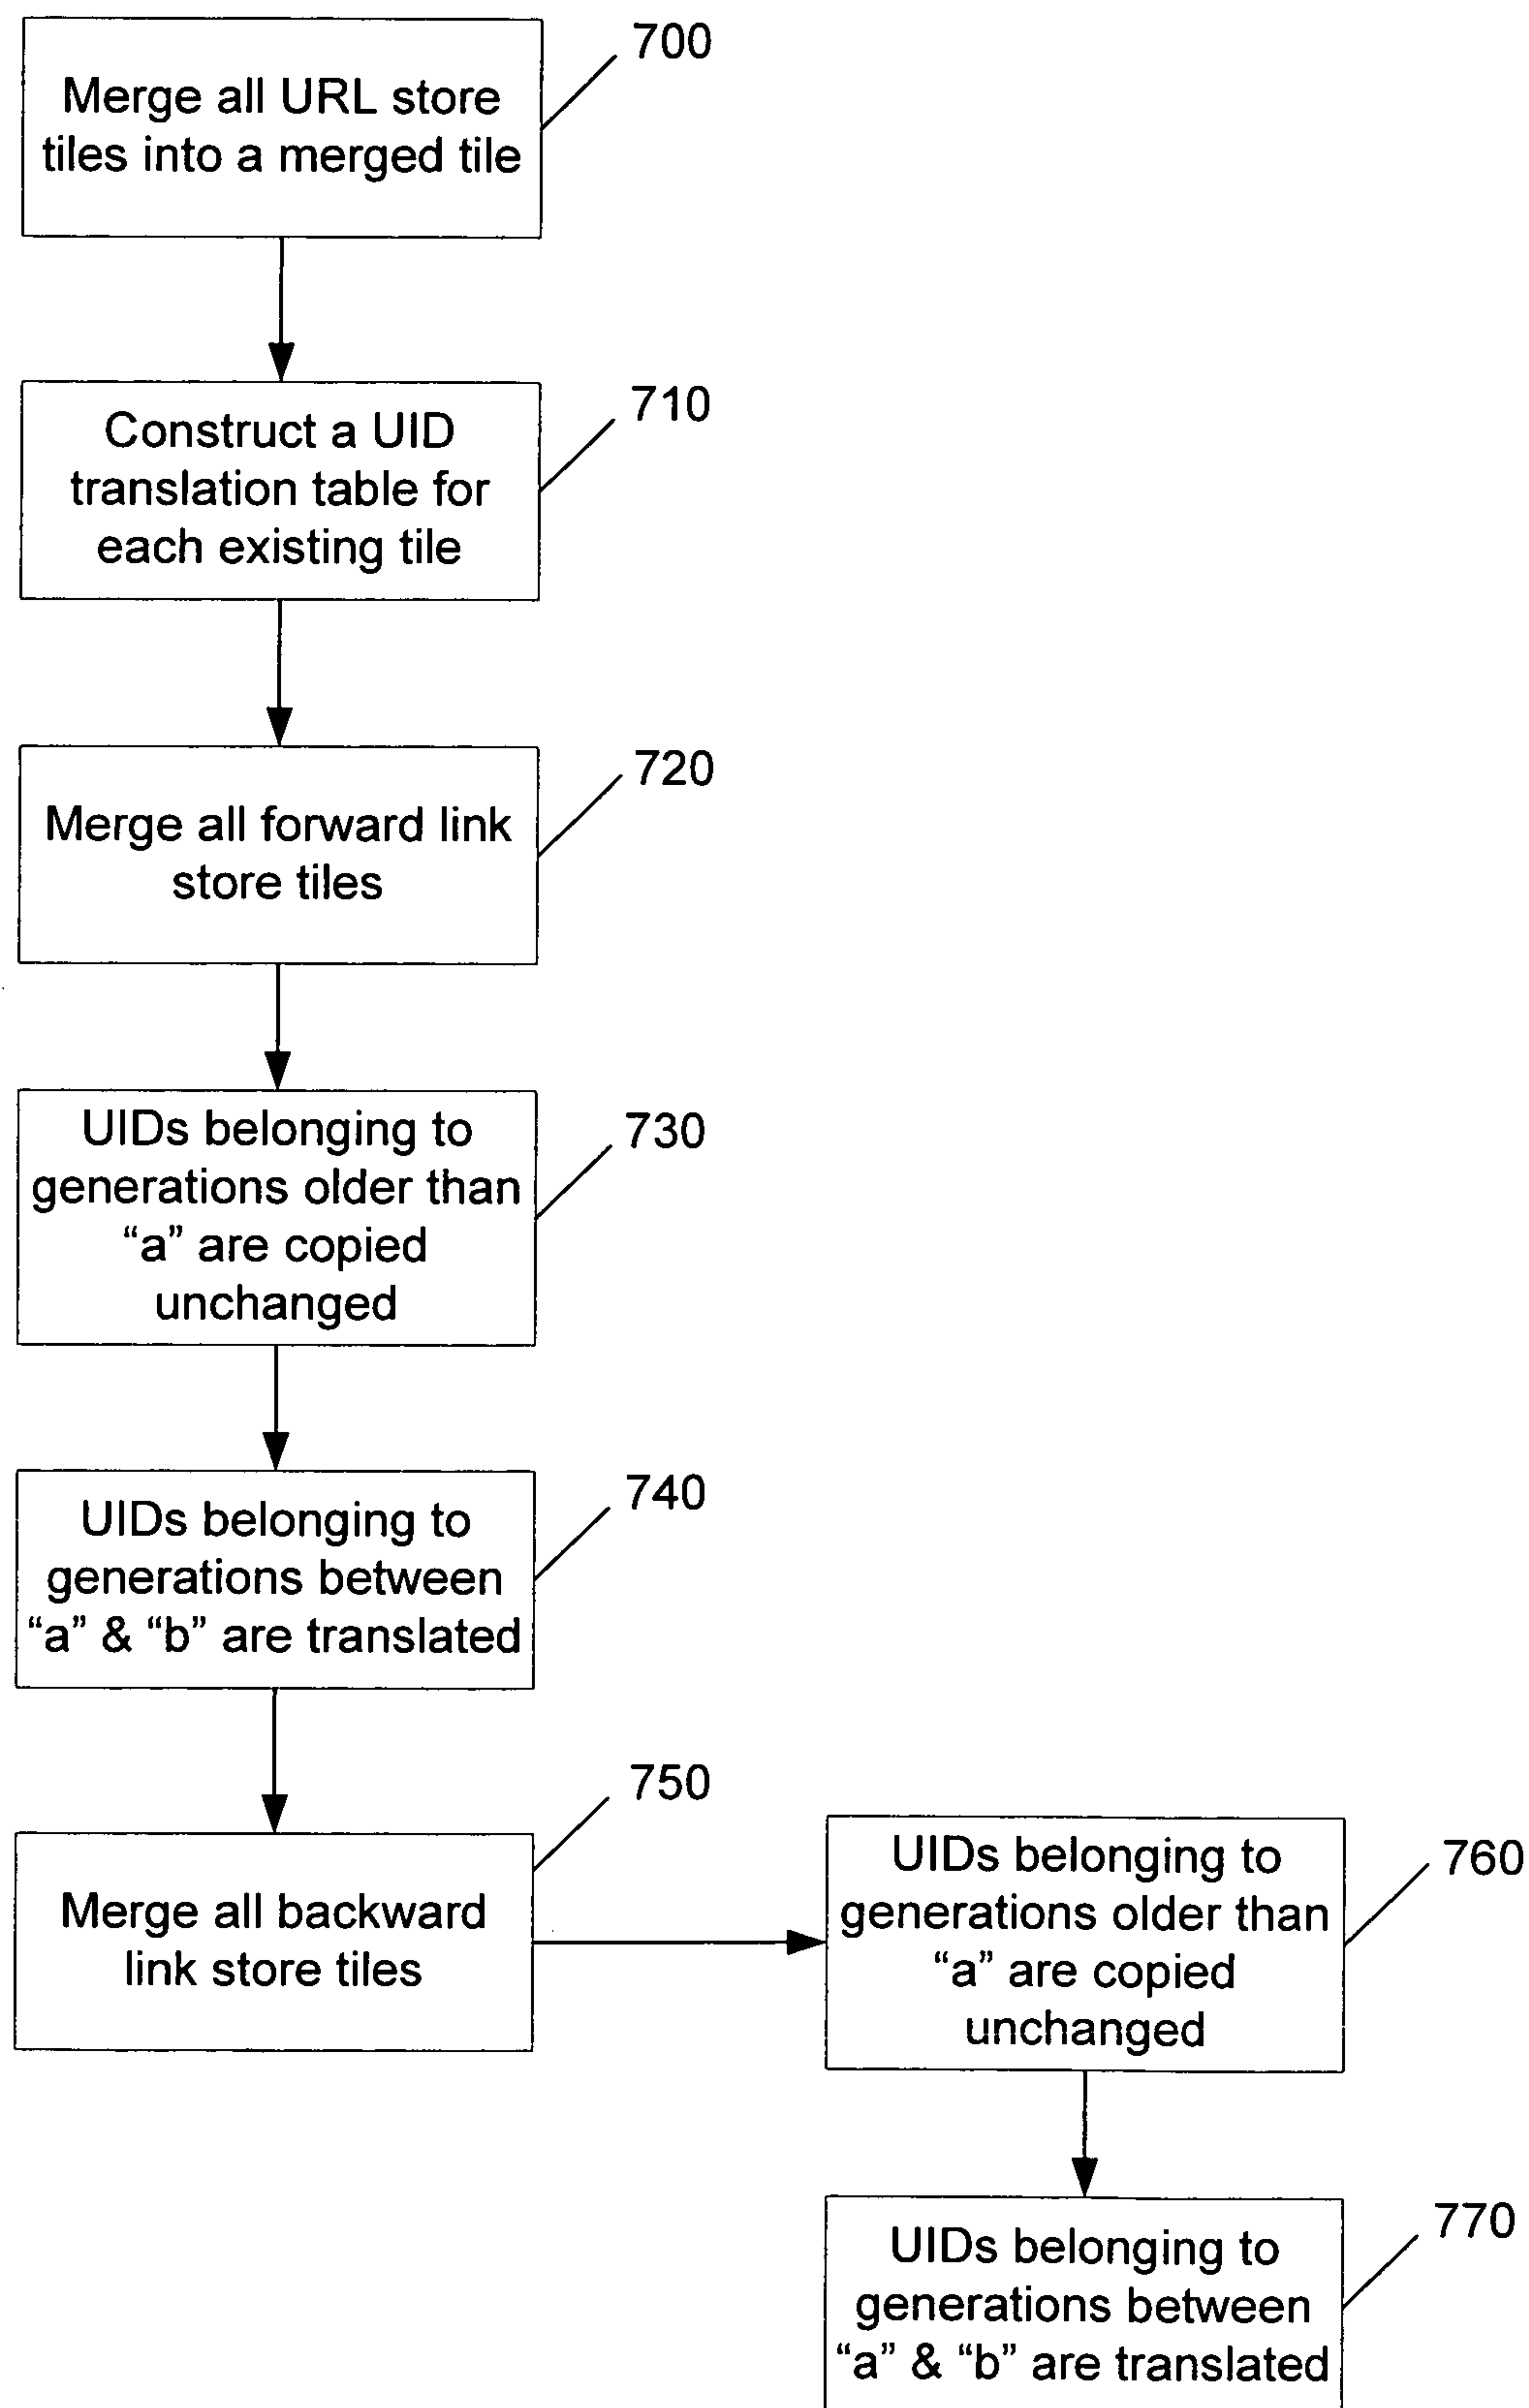 700
Merge all URL store
tiles into a merged tile
710
Construct a UID
translation table for
each existing tile
720
Merge all forward link
store tiles
730
UIDs belonging to
generations older than
“a” are copied
unchanged
740
UIDs belonging to
generations between
“a” & “b” are translated
750
Merge all backward
link store tiles
760
UIDs belonging to
generations older than
“a” are copied
unchanged
770
UIDs belonging to
generations between
“a” & “b” are translated